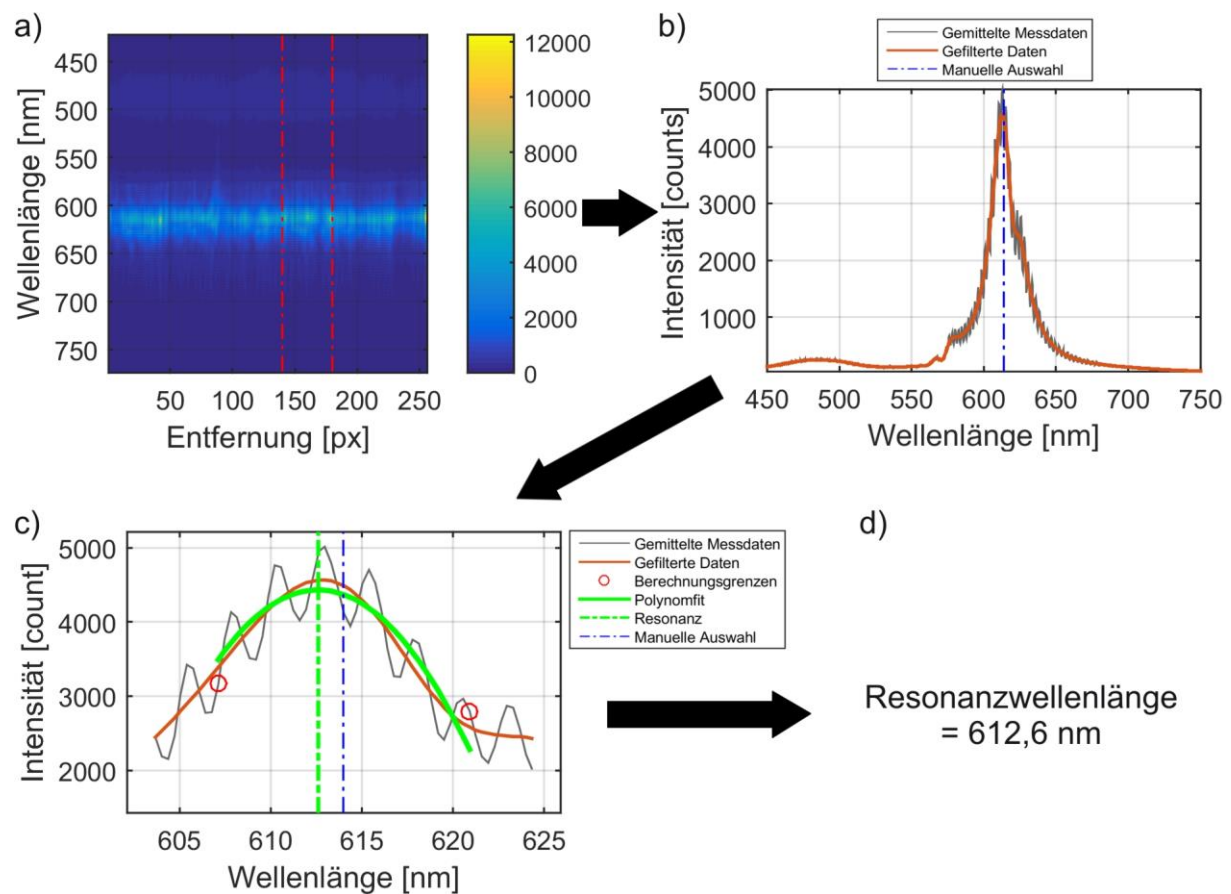 a)
Wellenlänge [nm]
450
500
550
600
650
700
750
50 100 150 200 250
Entfernung [px]
12000
10000
8000
6000
4000
2000
0
b)
Gemittelte Messdaten
Gefilterte Daten
Manuelle Auswahl
Intensität [counts]
5000
4000
3000
2000
1000
450 500 550 600 650 700 750
Wellenlänge [nm]
c)
Intensität [count]
5000
4000
3000
2000
605 610 615 620 625
Wellenlänge [nm]
Gemittelte Messdaten
Gefilterte Daten
Berechnungsgrenzen
Polynomfit
Resonanz
Manuelle Auswahl
d)
Resonanzwellenlänge
= 612,6 nm